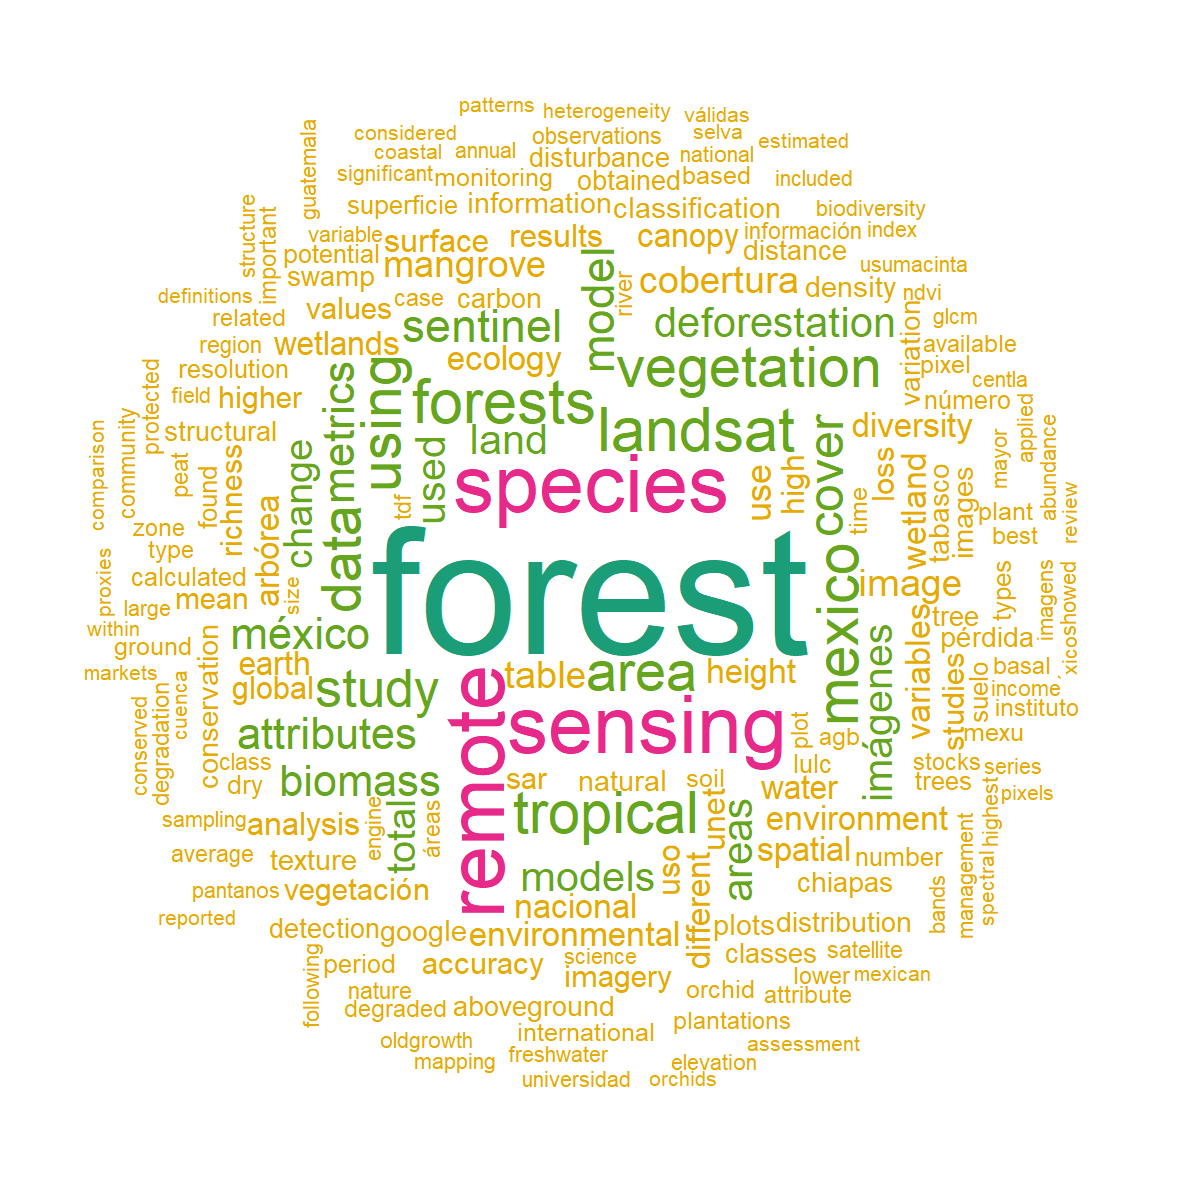 patterns
heterogeneity
válidas
considered
observations
selva
estimated
guatemala
coastal
annual
disturbance
national
significant
monitoring
obtained
based
included
structure
important
superficie
information
classification
biodiversity
variable
surface
results
canopy
información
index
potential
distance
swamp
mangrove
model
river
cobertura
density
usumacinta
ndvi
definitions
values
case
carbon
related
sentinel
deforestation
variation
glcm
region
wetlands
ecology
vegetation
available
resolution
pixel
centla
protected
field
higher
metrics
using
forests
número
applied
structural
land
landsat
diversity
comparison
community
peat
found
richness
change
data
used
species
use
high
cover
loss
wetland
tabasco
images
mayor
abundance
plant
zone
arbórea
tdf
time
best
review
type
forest
proxies
calculated
size
mexico
image
types
imagens
xicoshowed
large
mean
tree
within
méxico
imágenes
variables
pérdida
ground
conservation
earth
remote
table
area
height
studies
suelo
basal
markets
global
study
income
instituto
conserved
degradation
cuenca
attributes
sensing
plot
agb
mexu
class
biomass
sar
natural
soil
lulc
stocks
series
dry
water
trees
pixels
sampling
analysis
total
engine
áreas
tropical
unet
areas
environment
highest
average
texture
models
uso
spatial
number
management
spectral
pantanos
vegetación
nacional
different
chiapas
bands
reported
detection
google
environmental
plots
distribution
following
period
accuracy
science
imagery
classes
satellite
nature
orchid
lower
mexican
degraded
aboveground
attribute
oldgrowth
international
plantations
mapping
freshwater
elevation
assessment
universidad
orchids